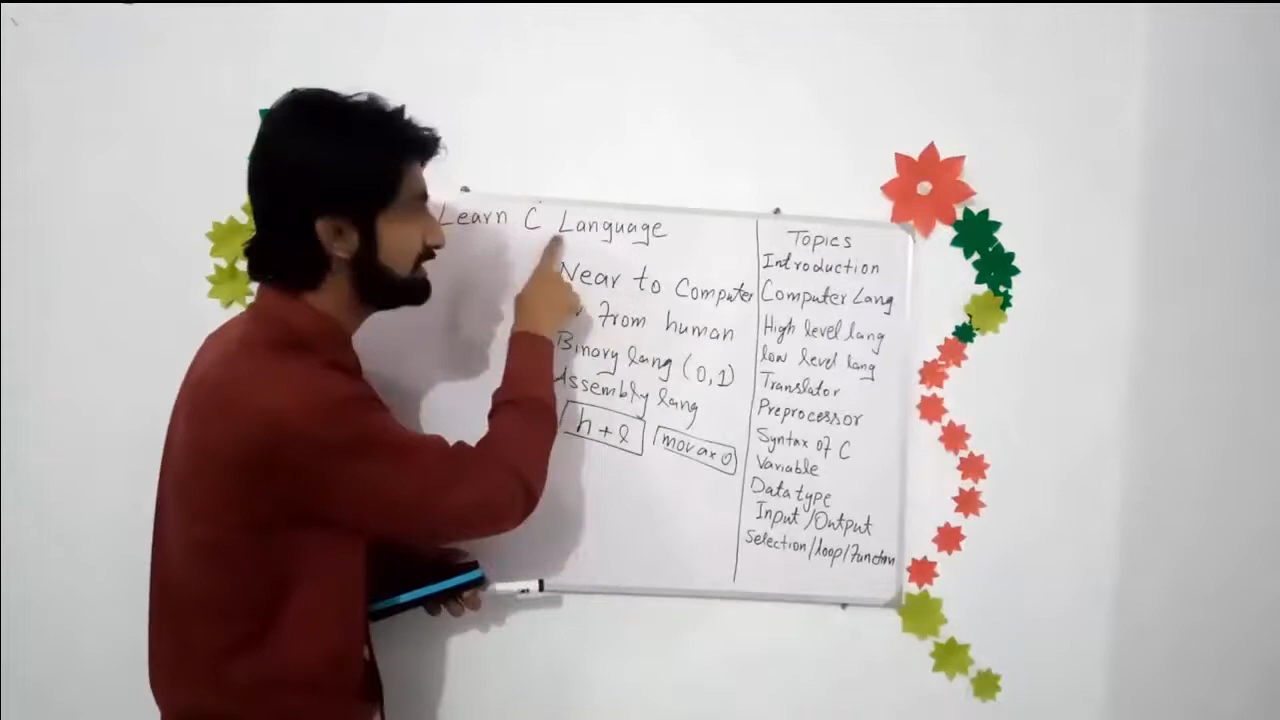 Learn C Language
Near to Computer
From human
Binary lang (0,1)
Assembly lang
h + l
mov ax 0
Topics
Introduction
Computer Lang
High level lang
low level lang
Translator
Preprocessor
Syntax of C
Variable
Data type
Input/Output
Selection/loop/Function